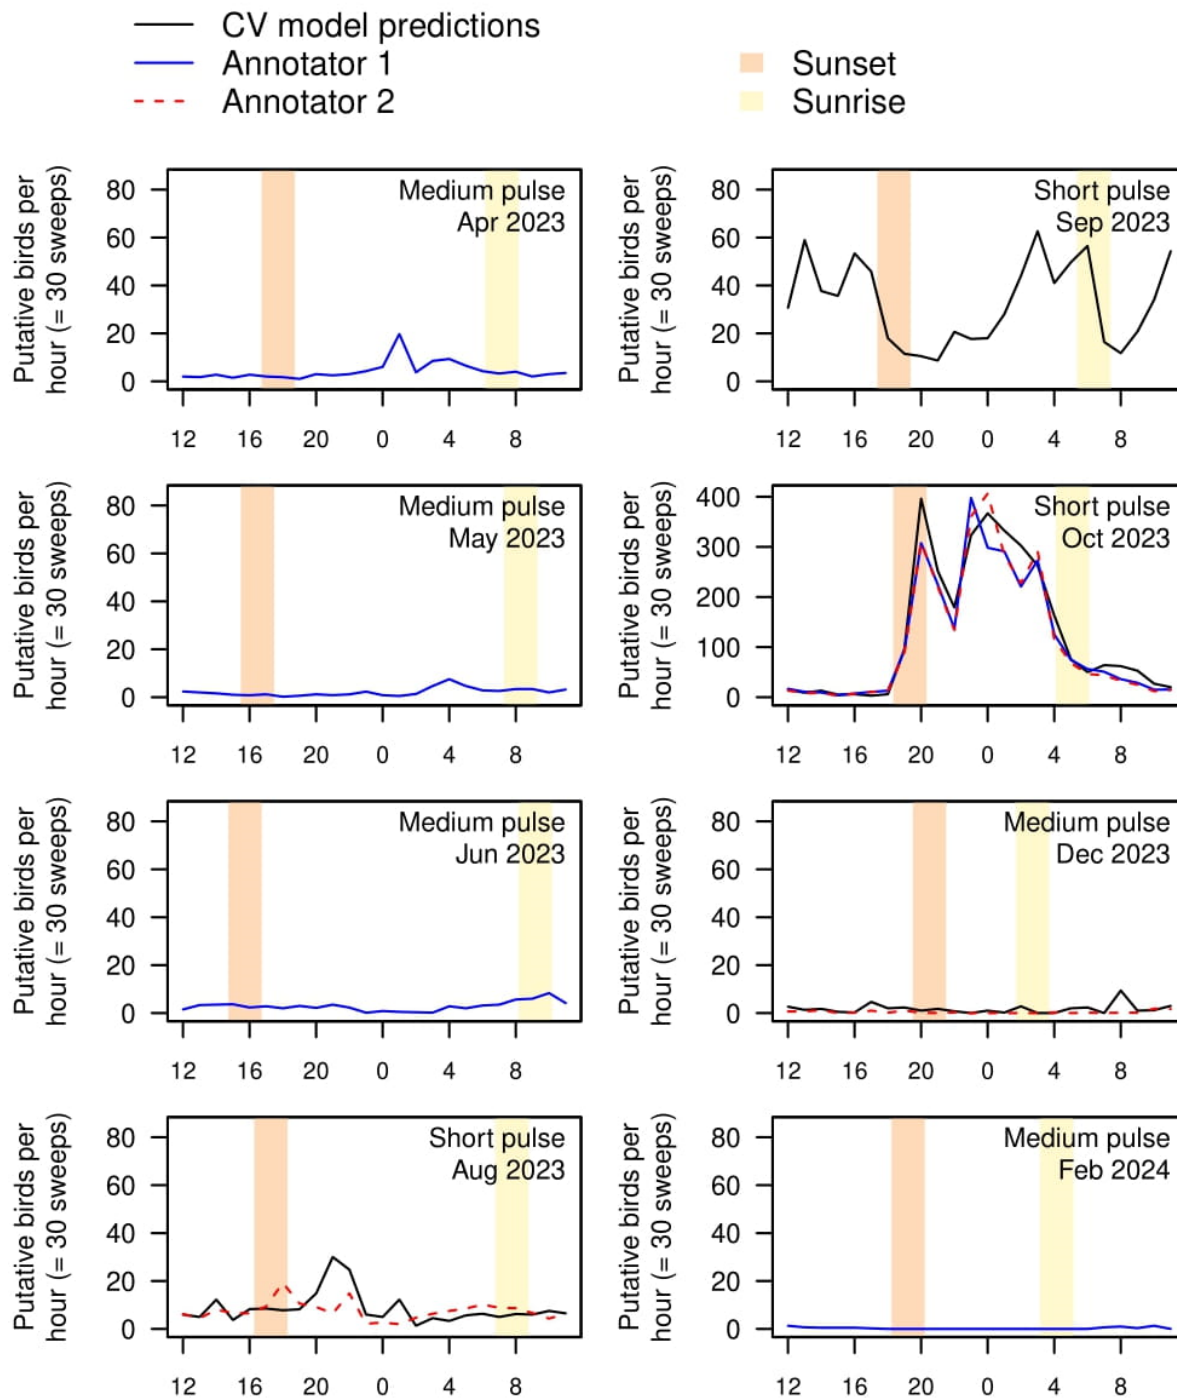 CV model predictions
Annotator 1
Annotator 2
Sunset
Sunrise
Putative birds per
hour (= 30 sweeps)
80
60
40
20
0
Medium pulse
Apr 2023
12 16 20 0 4 8
Putative birds per
hour (= 30 sweeps)
80
60
40
20
0
Short pulse
Sep 2023
12 16 20 0 4 8
Putative birds per
hour (= 30 sweeps)
80
60
40
20
0
Medium pulse
May 2023
12 16 20 0 4 8
Putative birds per
hour (= 30 sweeps)
400
300
200
100
0
Short pulse
Oct 2023
12 16 20 0 4 8
Putative birds per
hour (= 30 sweeps)
80
60
40
20
0
Medium pulse
Jun 2023
12 16 20 0 4 8
Putative birds per
hour (= 30 sweeps)
80
60
40
20
0
Medium pulse
Dec 2023
12 16 20 0 4 8
Putative birds per
hour (= 30 sweeps)
80
60
40
20
0
Short pulse
Aug 2023
12 16 20 0 4 8
Putative birds per
hour (= 30 sweeps)
80
60
40
20
0
Medium pulse
Feb 2024
12 16 20 0 4 8